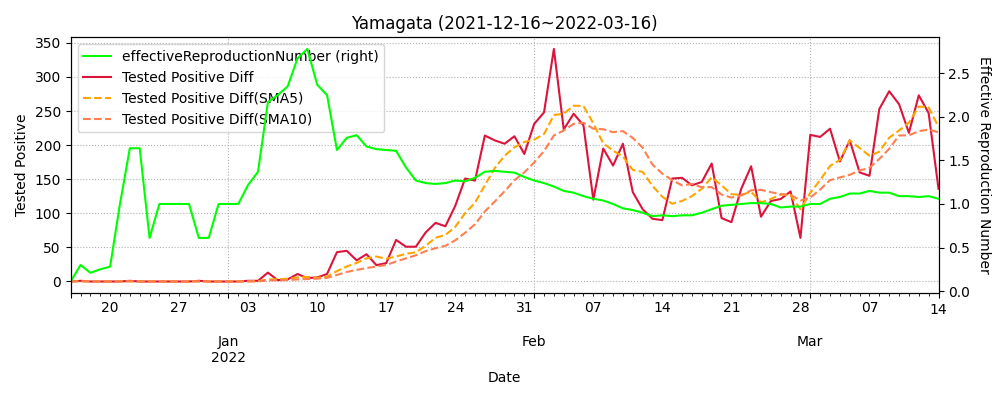 Yamagata (2021-12-16~2022-03-16)
effectiveReproductionNumber (right)
Tested Positive Diff
Tested Positive Diff(SMA5)
Tested Positive Diff(SMA10)
Tested Positive
350
300
250
200
150
100
50
0
Effective Reproduction Number
2.5
2.0
1.5
1.0
0.5
0.0
20 27 03 10 17 24 31 07 14 21 28 07 14
Jan Feb Mar
2022
Date